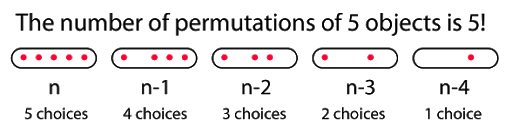 The number of permutations of 5 objects is 5!
n n-1 n-2 n-3 n-4
5 choices 4 choices 3 choices 2 choices 1 choice